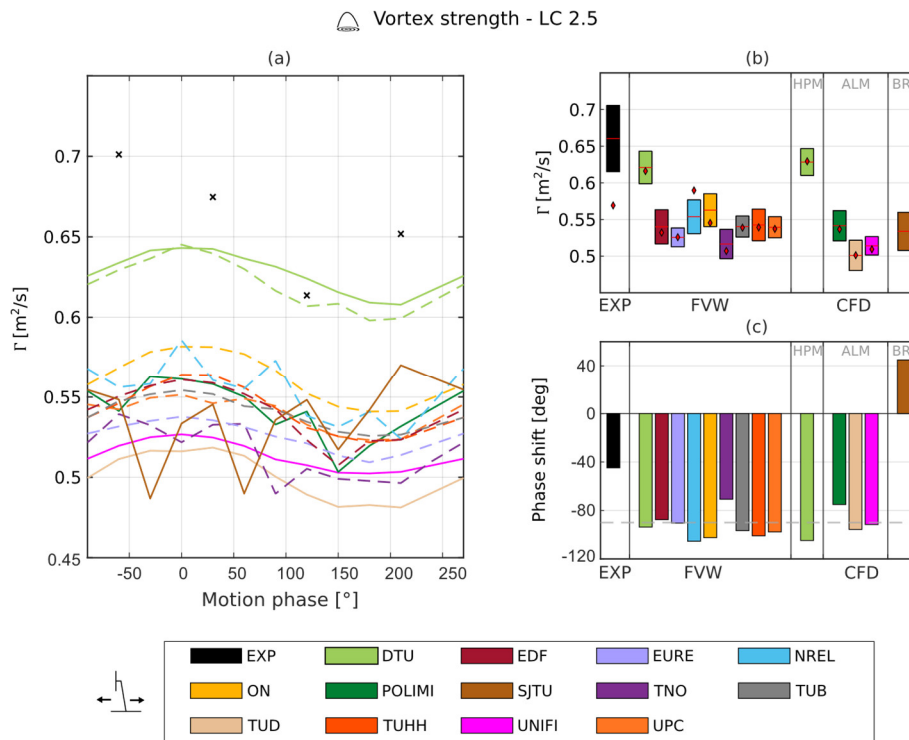 Vortex strength - LC 2.5
(a)
Γ [m²/s]
0.7
0.65
0.6
0.55
0.5
0.45
-50 0 50 100 150 200 250
Motion phase [°]
(b)
HPM ALM BR
Γ [m²/s]
0.7
0.65
0.6
0.55
0.5
EXP FVW CFD
(c)
HPM ALM BR
Phase shift [deg]
40
0
-40
-80
-120
EXP FVW CFD
EXP DTU EDF EURE NREL
ON POLIMI SJTU TNO TUB
TUD TUHH UNIFI UPC